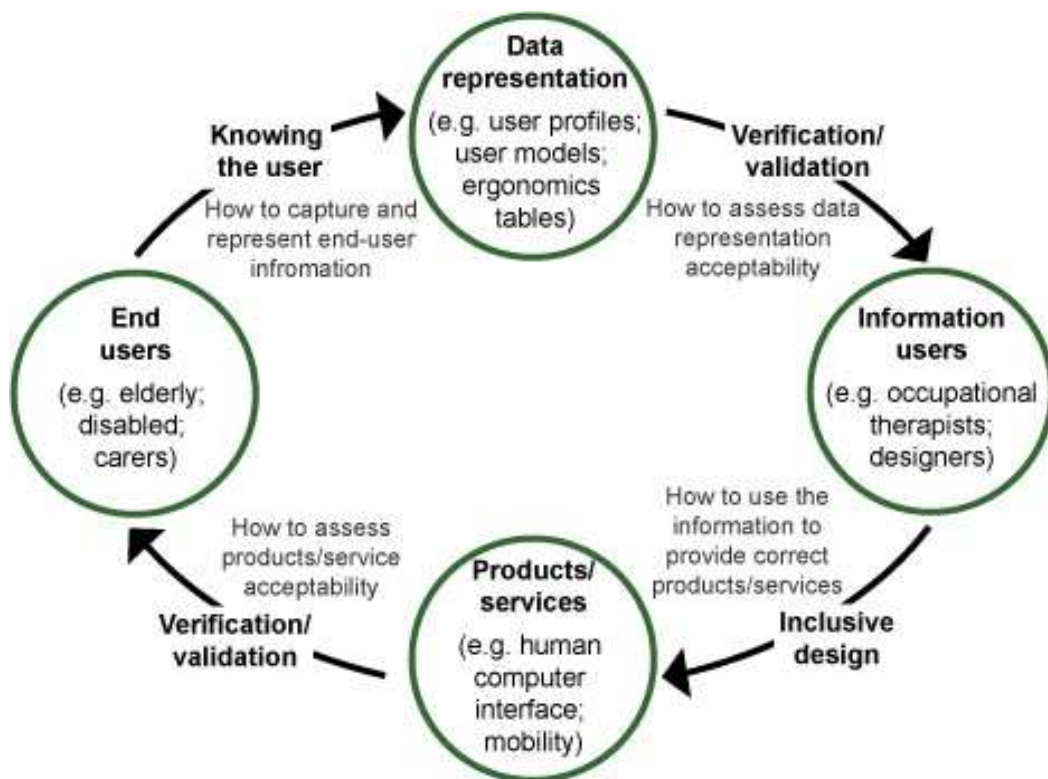 Data
representation
(e.g. user profiles;
user models;
ergonomics
tables)
Knowing
the user
How to capture and
represent end-user
infromation
Verification/
validation
How to assess data
representation
acceptability
End
users
(e.g. elderly;
disabled;
carers)
Information
users
(e.g. occupational
therapists;
designers)
How to use the
information to
provide correct
products/services
Inclusive
design
Products/
services
(e.g. human
computer
interface;
mobility)
How to assess
products/service
acceptability
Verification/
validation